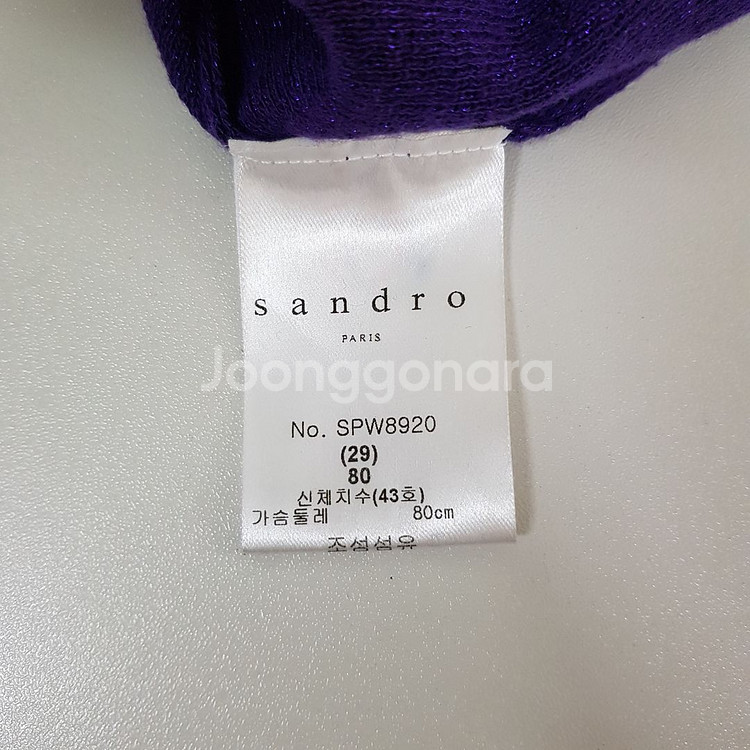 sandro
PARIS
Joonggonara
No. SPW8920
(29)
80
신체치수(43호)
가슴둘레 80cm
조성섬유